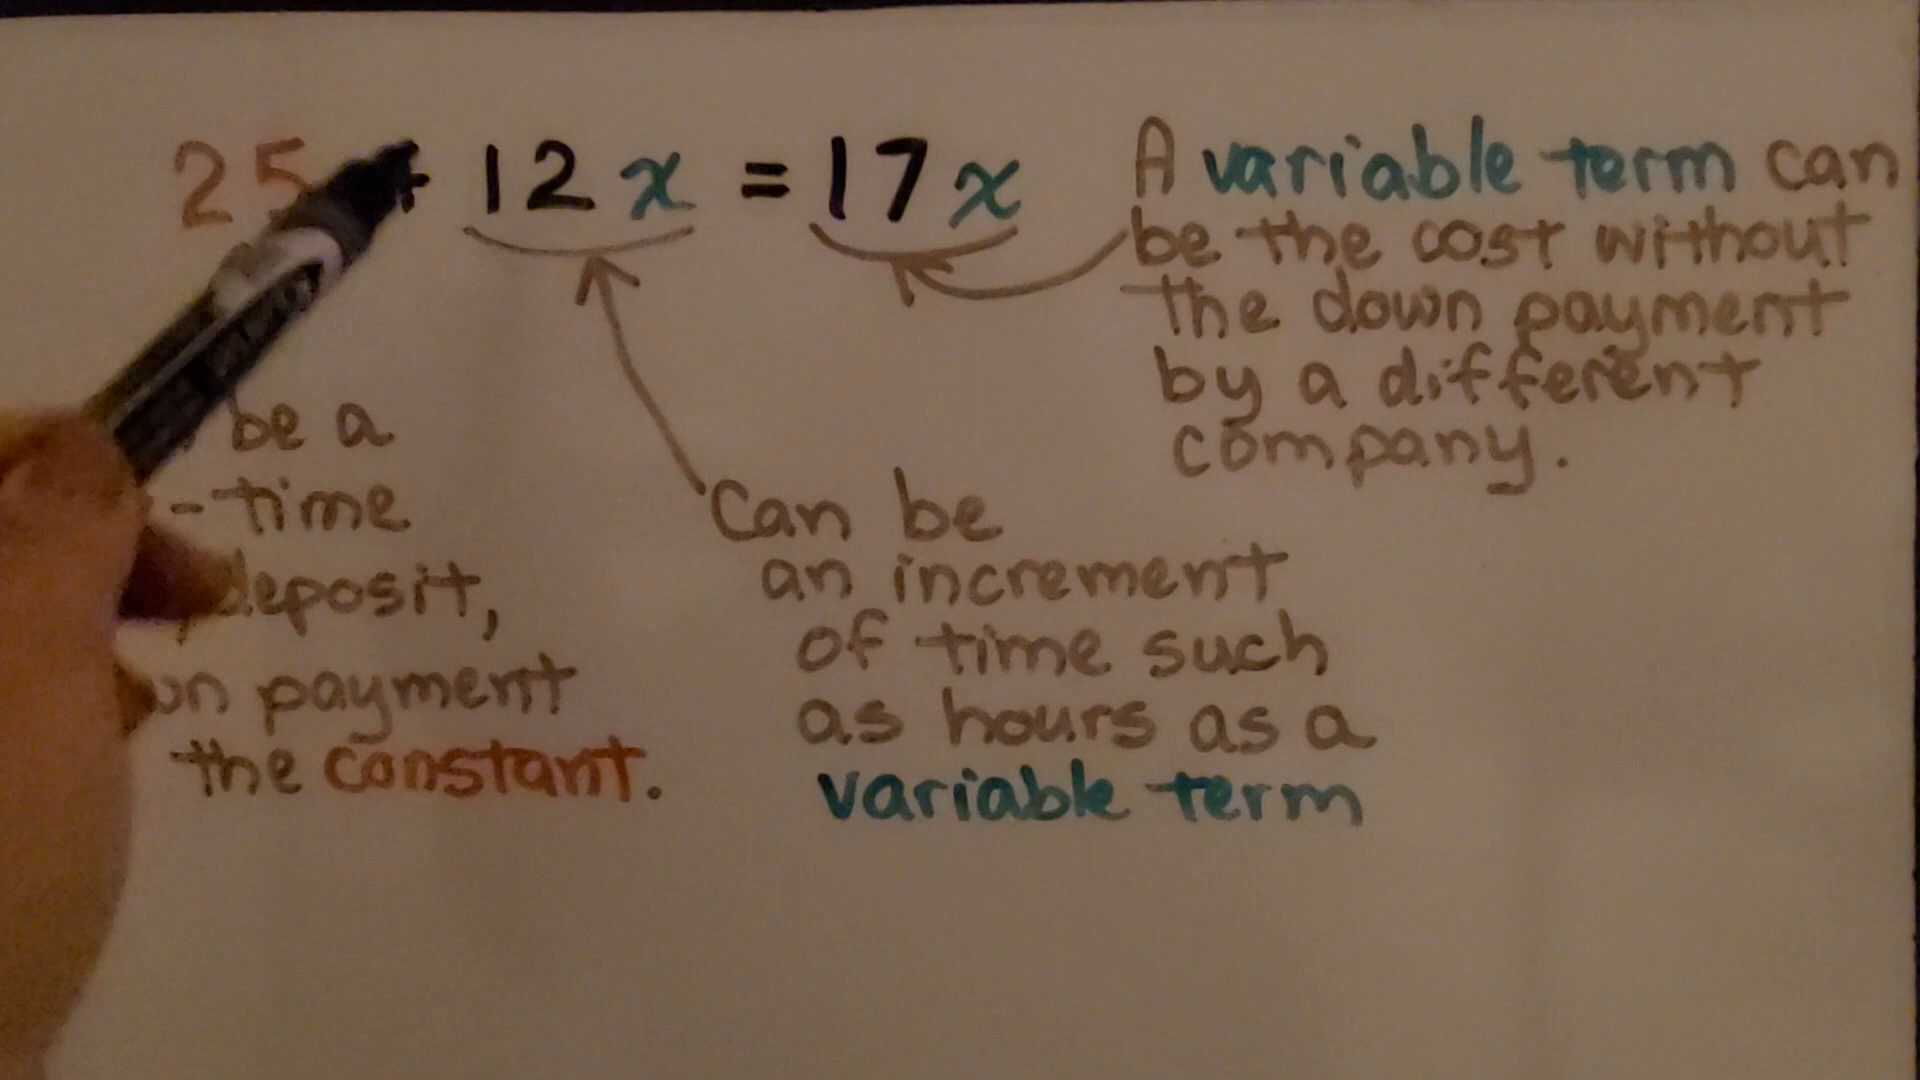 25 + 12x = 17x
A variable term can
be the cost without
the down payment
by a different
company.
be a
-time
deposit,
payment
the constant.
Can be
an increment
of time such
as hours as a
variable term